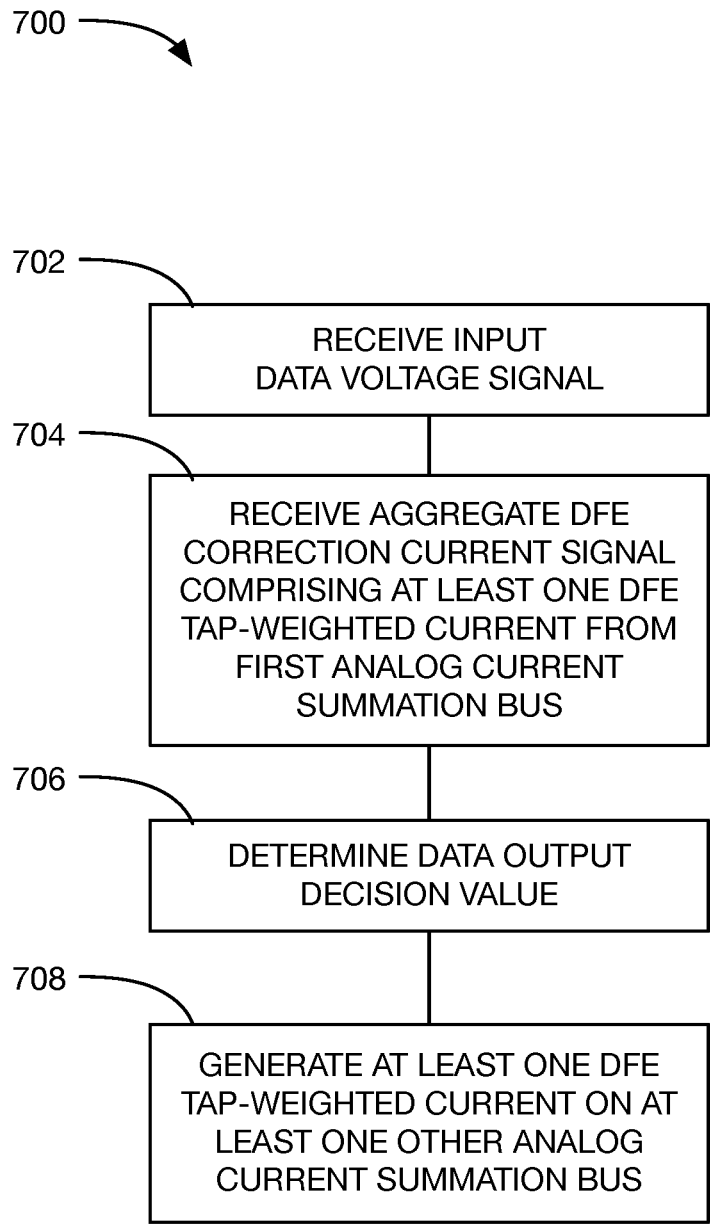 700
702
RECEIVE INPUT
DATA VOLTAGE SIGNAL
704
RECEIVE AGGREGATE DFE
CORRECTION CURRENT SIGNAL
COMPRISING AT LEAST ONE DFE
TAP-WEIGHTED CURRENT FROM
FIRST ANALOG CURRENT
SUMMATION BUS
706
DETERMINE DATA OUTPUT
DECISION VALUE
708
GENERATE AT LEAST ONE DFE
TAP-WEIGHTED CURRENT ON AT
LEAST ONE OTHER ANALOG
CURRENT SUMMATION BUS